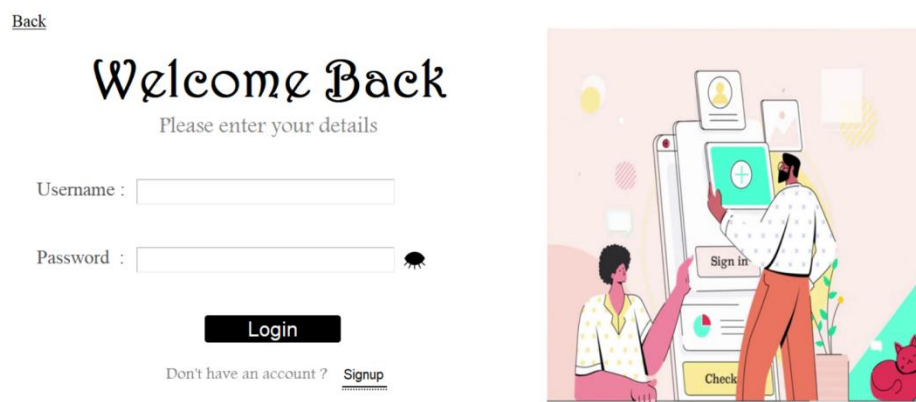 Back
Welcome Back
Please enter your details
Username :
Password :
Login
Don't have an account ? Signup
Sign in
Check